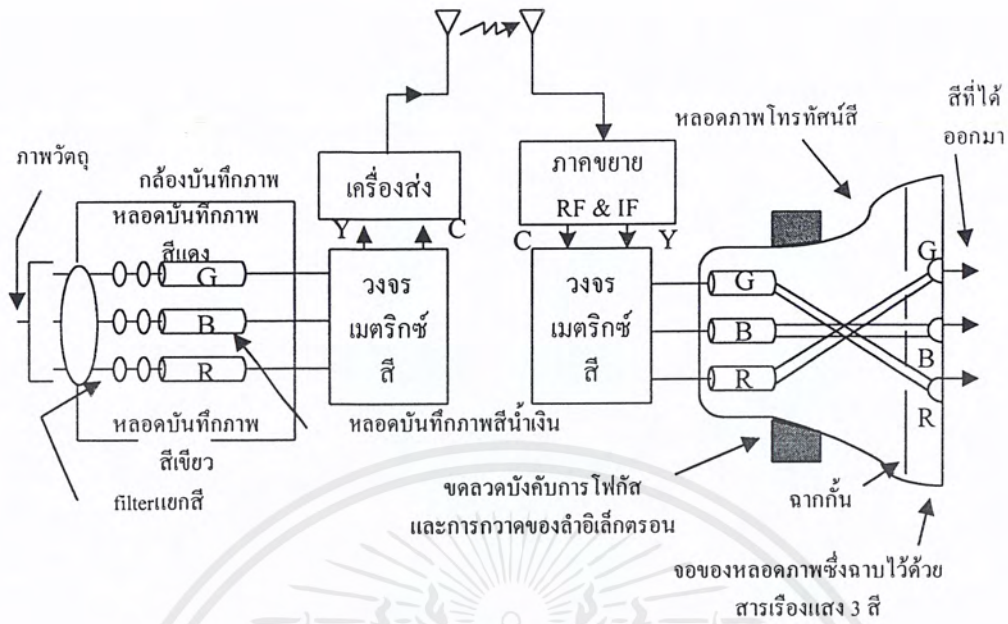 ภาพวัตถุ
กล้องบันทึกภาพ
หลอดบันทึกภาพ
สีแดง
G
B
R
หลอดบันทึกภาพ
สีเขียว
filterแยกสี
หลอดบันทึกภาพสีน้ำเงิน
เครื่องส่ง
Y
C
วงจร
เมตริกซ์
สี
ภาคขยาย
RF & IF
C
Y
วงจร
เมตริกซ์
สี
หลอดภาพโทรทัศน์สี
สีที่ได้
ออกมา
G
B
R
G
B
R
ขดลวดบังคับการโฟกัส
และการกวาดของลำอิเล็กตรอน
ฉากกั้น
จอของหลอดภาพซึ่งฉาบไว้ด้วย
สารเรืองแสง 3 สี